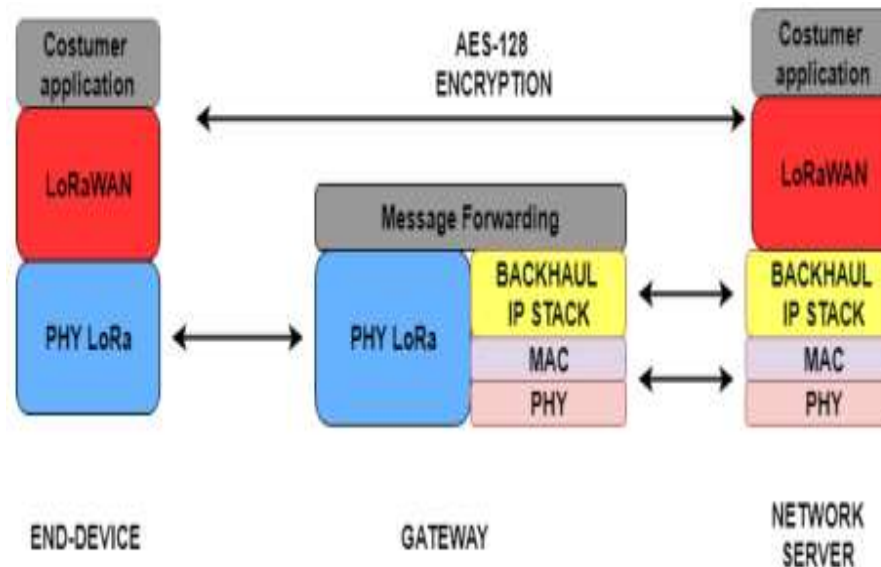 Costumer
application
LoRaWAN
PHY LoRa
END-DEVICE
AES-128
ENCRYPTION
Message Forwarding
PHY LoRa
BACKHAUL
IP STACK
MAC
PHY
GATEWAY
Costumer
application
LoRaWAN
BACKHAUL
IP STACK
MAC
PHY
NETWORK
SERVER